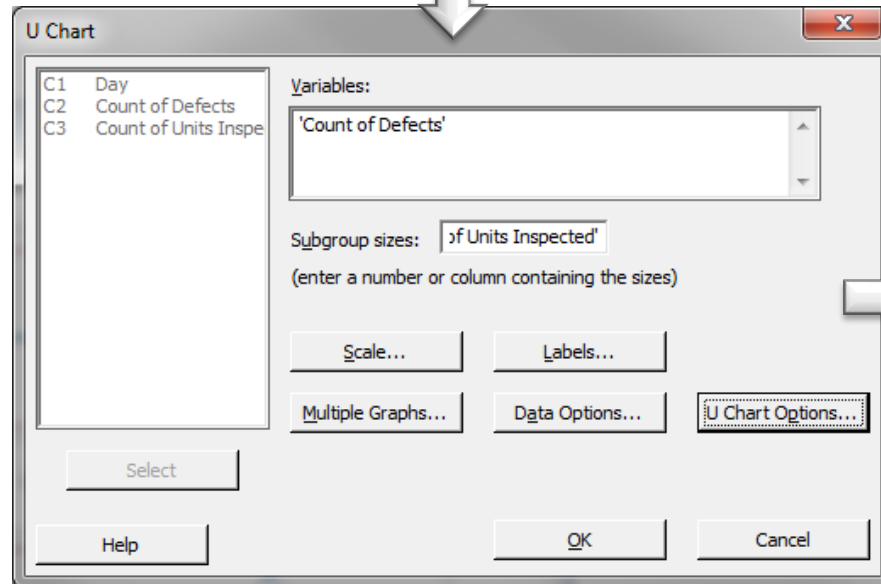 U Chart
C1 Day
C2 Count of Defects
C3 Count of Units Inspe
Variables:
'Count of Defects'
Subgroup sizes:
of Units Inspected'
(enter a number or column containing the sizes)
Scale...
Labels...
Multiple Graphs...
Data Options...
U Chart Options...
Select
Help
OK
Cancel